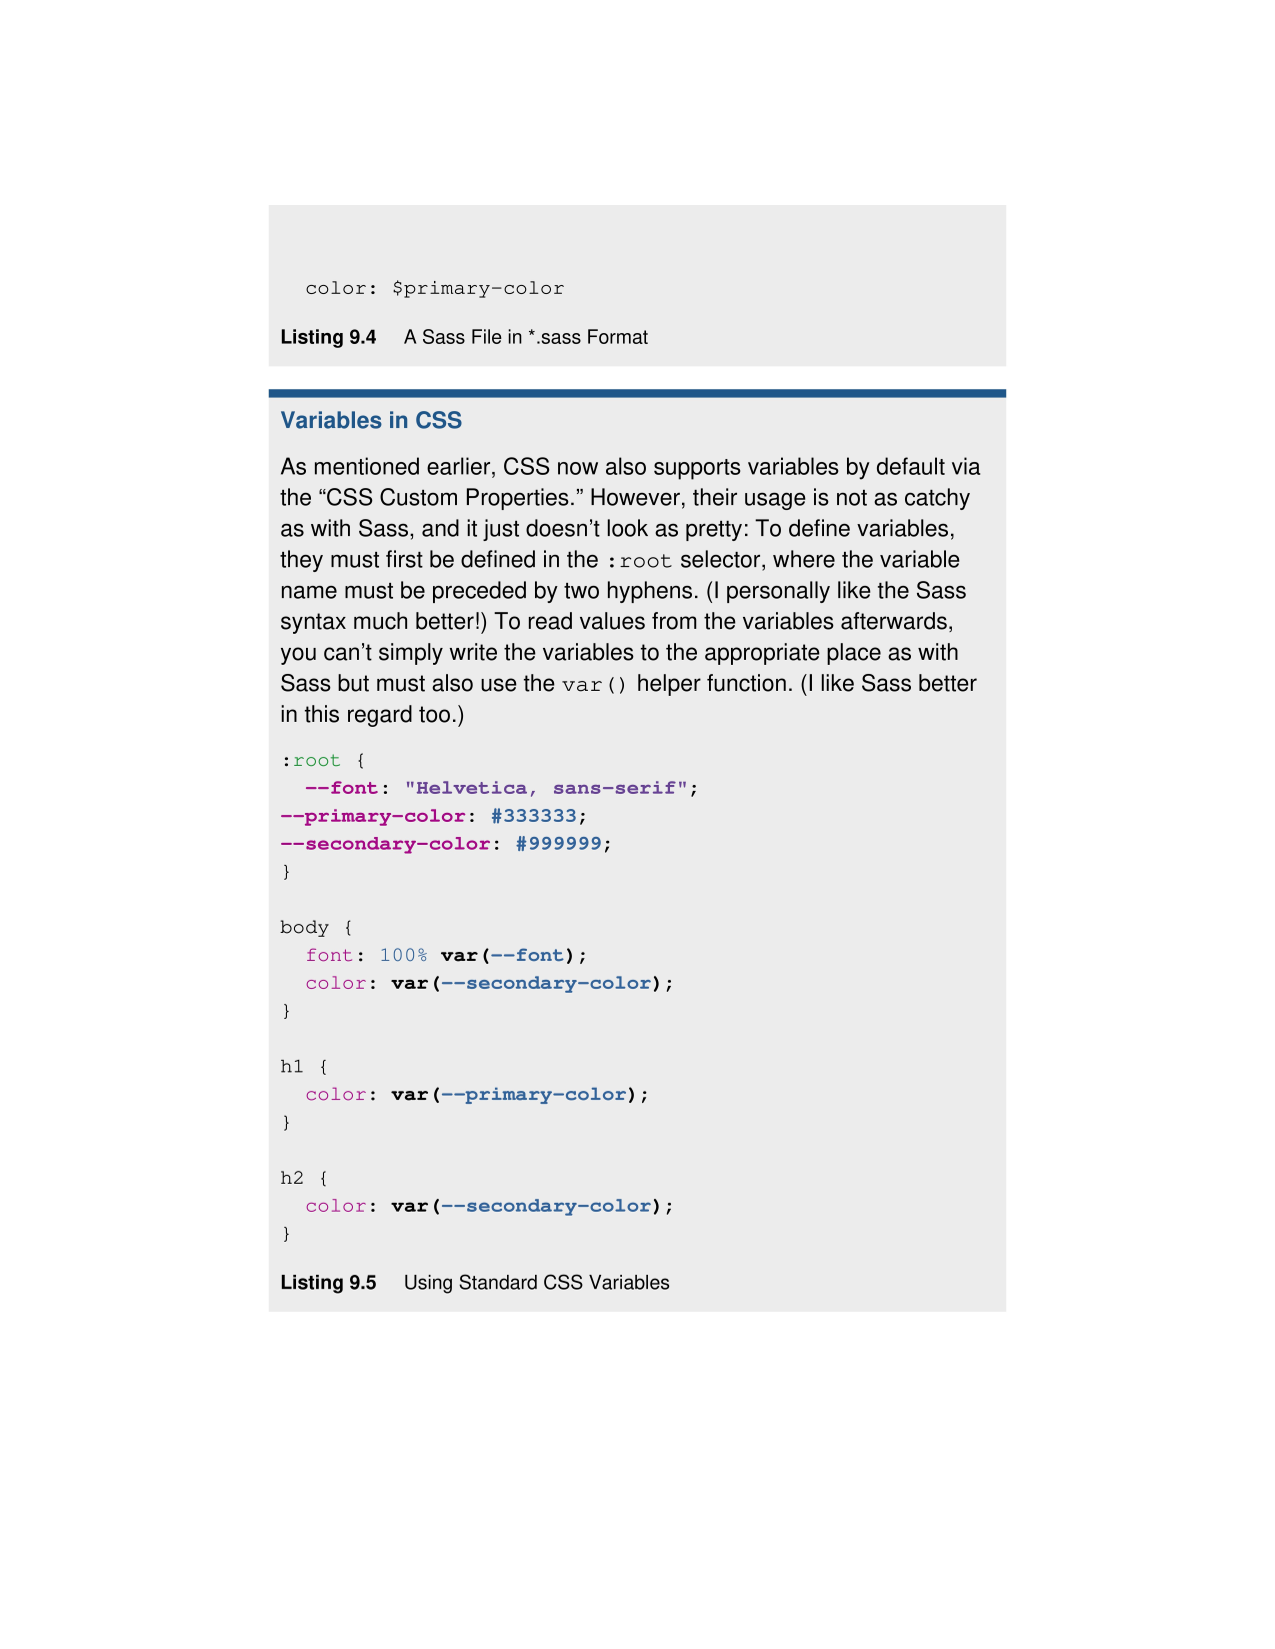 color: $primary-color
Listing 9.4 A Sass File in *.sass Format
Variables in CSS
As mentioned earlier, CSS now also supports variables by default via
the “CSS Custom Properties.” However, their usage is not as catchy
as with Sass, and it just doesn’t look as pretty: To define variables,
they must first be defined in the :root selector, where the variable
name must be preceded by two hyphens. (I personally like the Sass
syntax much better!) To read values from the variables afterwards,
you can’t simply write the variables to the appropriate place as with
Sass but must also use the var() helper function. (I like Sass better
in this regard too.)
:root {
  --font: "Helvetica, sans-serif";
--primary-color: #333333;
--secondary-color: #999999;
}
body {
  font: 100% var(--font);
  color: var(--secondary-color);
}
h1 {
  color: var(--primary-color);
}
h2 {
  color: var(--secondary-color);
}
Listing 9.5 Using Standard CSS Variables